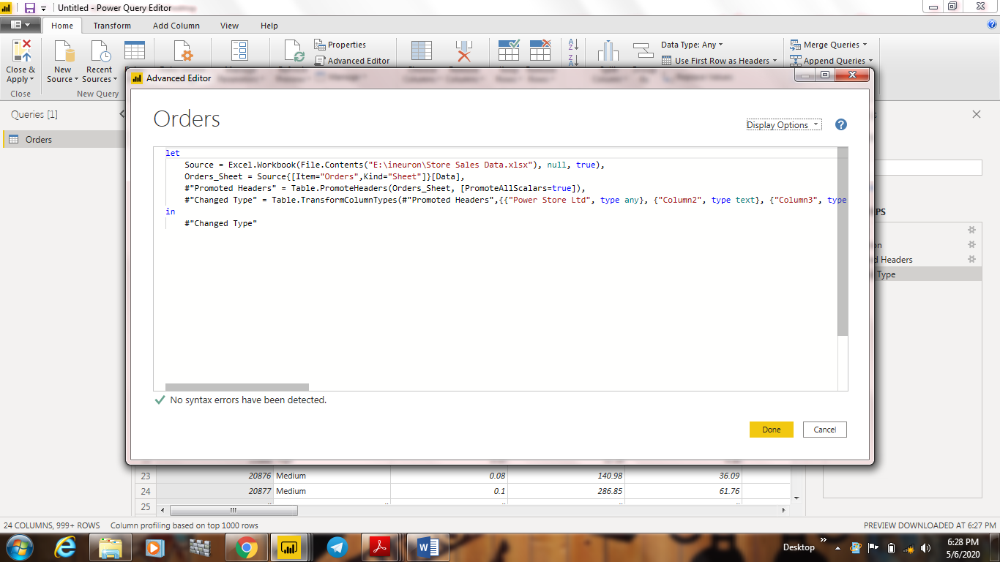 Untitled - Power Query Editor
Home Transform Add Column View Help
Close & Apply
New Source
Recent Sources
Properties
Advanced Editor
Data Type: Any
Use First Row as Headers
Merge Queries
Append Queries
Close
New Query
Advanced Editor
Queries [1]
Orders
Orders
Display Options
let
Source = Excel.Workbook(File.Contents("E:\ineuron\Store Sales Data.xlsx"), null, true),
Orders_Sheet = Source{[Item="Orders",Kind="Sheet"]}[Data],
#"Promoted Headers" = Table.PromoteHeaders(Orders_Sheet, [PromoteAllScalars=true]),
#"Changed Type" = Table.TransformColumnTypes(#"Promoted Headers",{{"Power Store Ltd", type any}, {"Column2", type text}, {"Column3", type
in
#"Changed Type"
No syntax errors have been detected.
Done Cancel
PS
on
d Headers
Type
23 20876 Medium 0.08 140.98 36.09
24 20877 Medium 0.1 286.85 61.76
25
24 COLUMNS, 999+ ROWS Column profiling based on top 1000 rows
PREVIEW DOWNLOADED AT 6:27 PM
Desktop
6:28 PM
5/6/2020